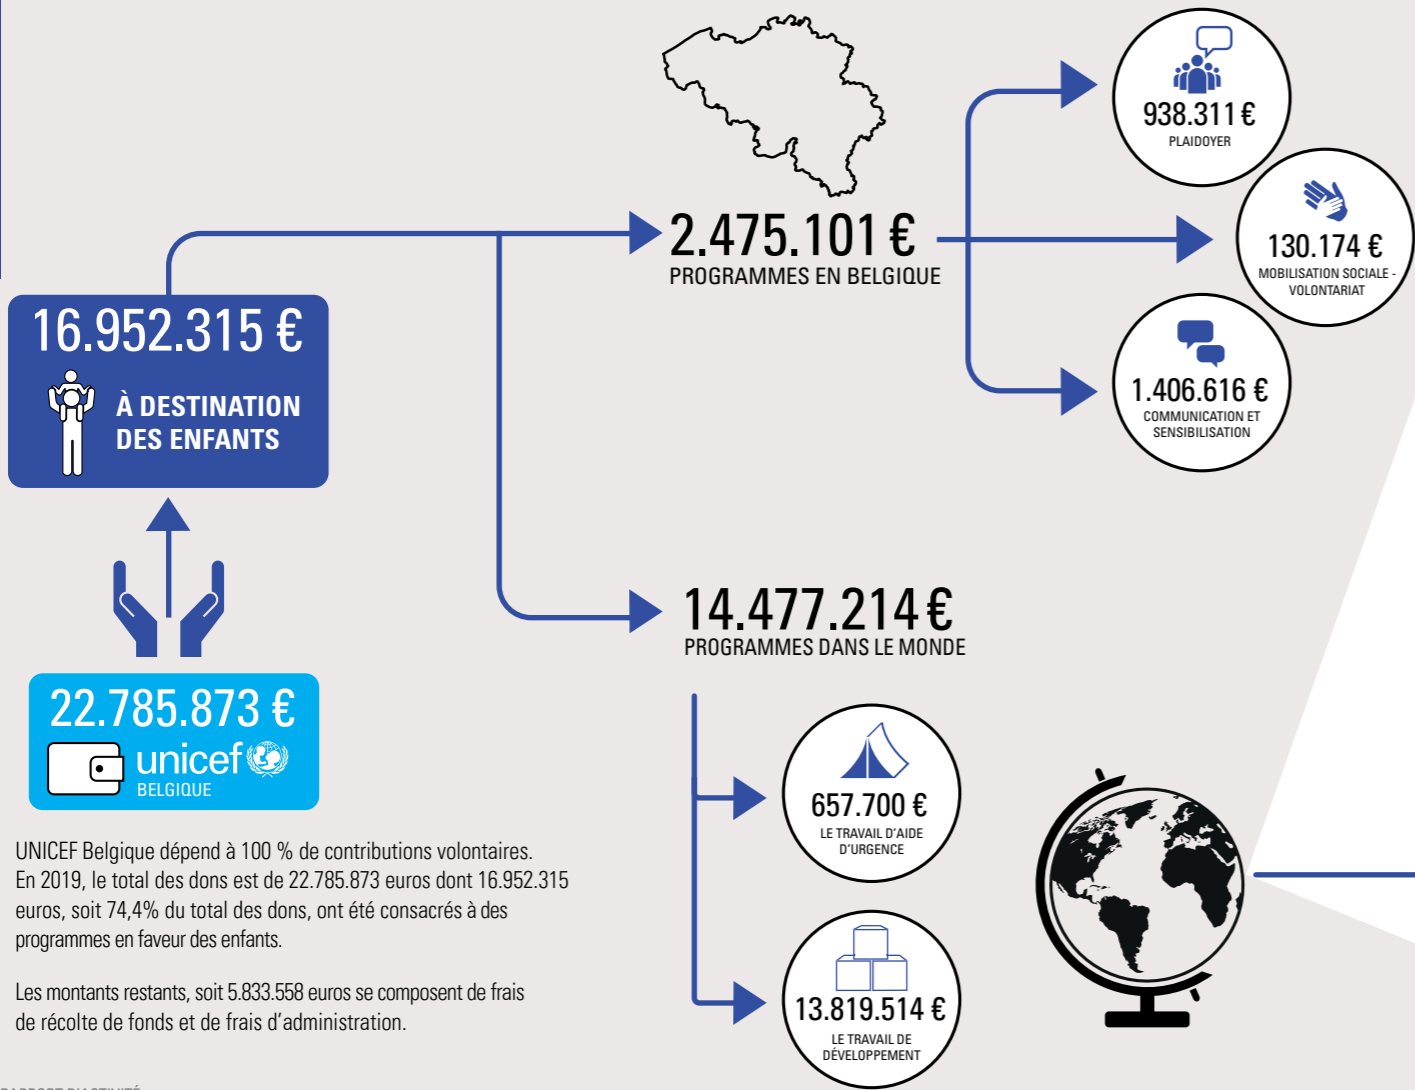 938.311 €
PLAIDOYER
130.174 €
MOBILISATION SOCIALE -
VOLONTARIAT
2.475.101 €
PROGRAMMES EN BELGIQUE
1.406.616 €
COMMUNICATION ET
SENSIBILISATION
16.952.315 €
À DESTINATION
DES ENFANTS
14.477.214 €
PROGRAMMES DANS LE MONDE
22.785.873 €
unicef
BELGIQUE
657.700 €
LE TRAVAIL D'AIDE
D'URGENCE
13.819.514 €
LE TRAVAIL DE
DÉVELOPPEMENT
UNICEF Belgique dépend à 100 % de contributions volontaires.
En 2019, le total des dons est de 22.785.873 euros dont 16.952.315
euros, soit 74,4% du total des dons, ont été consacrés à des
programmes en faveur des enfants.
Les montants restants, soit 5.833.558 euros se composent de frais
de récolte de fonds et de frais d'administration.